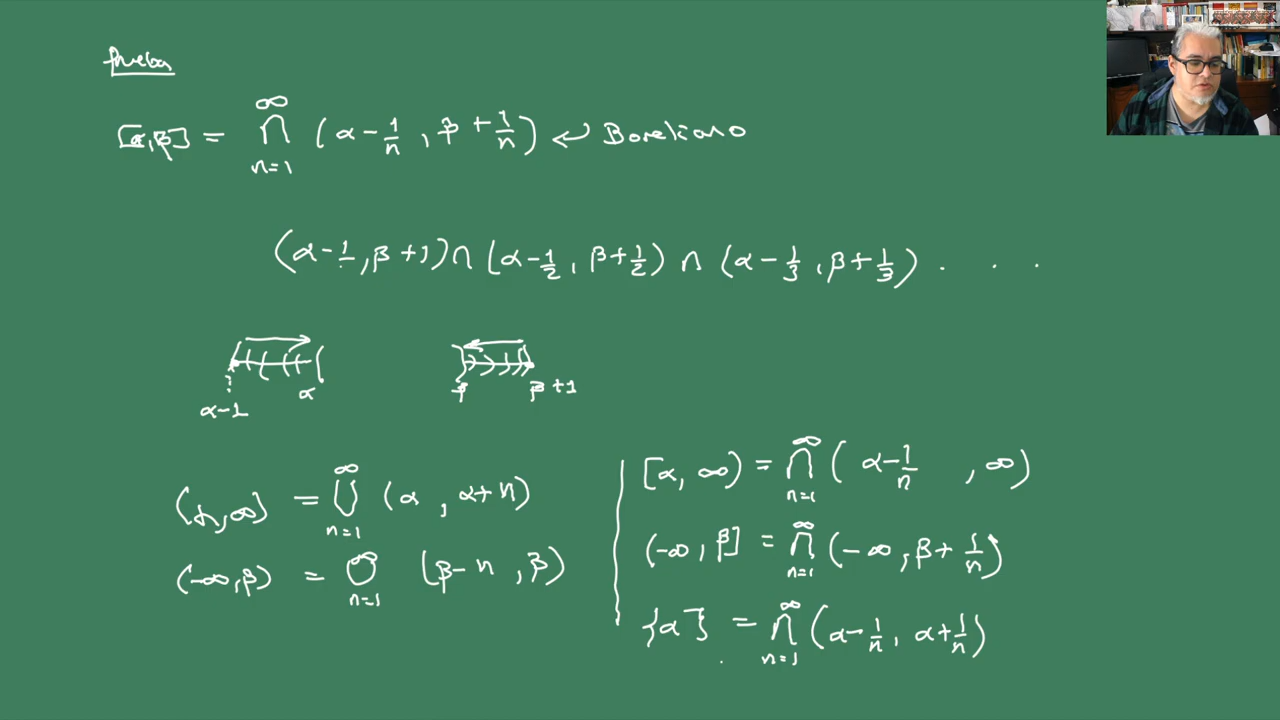 Prueba
[α,β] = ∞ ∩ n=1 (α - 1/n , β + 1/n) ↩ Boreliano
(α - 1/1 , β + 1) ∩ (α - 1/2 , β + 1/2) ∩ (α - 1/3 , β + 1/3) . . .
α-1 α β β+1
(α,∞) = ∞ ∪ n=1 (α , α+n)
(-∞,β) = ∞ ∪ n=1 (β-n , β)
[α, ∞) = ∞ ∩ n=1 (α - 1/n , ∞)
(-∞, β] = ∞ ∩ n=1 (-∞, β + 1/n)
{α} = ∞ ∩ n=1 (α - 1/n , α + 1/n)